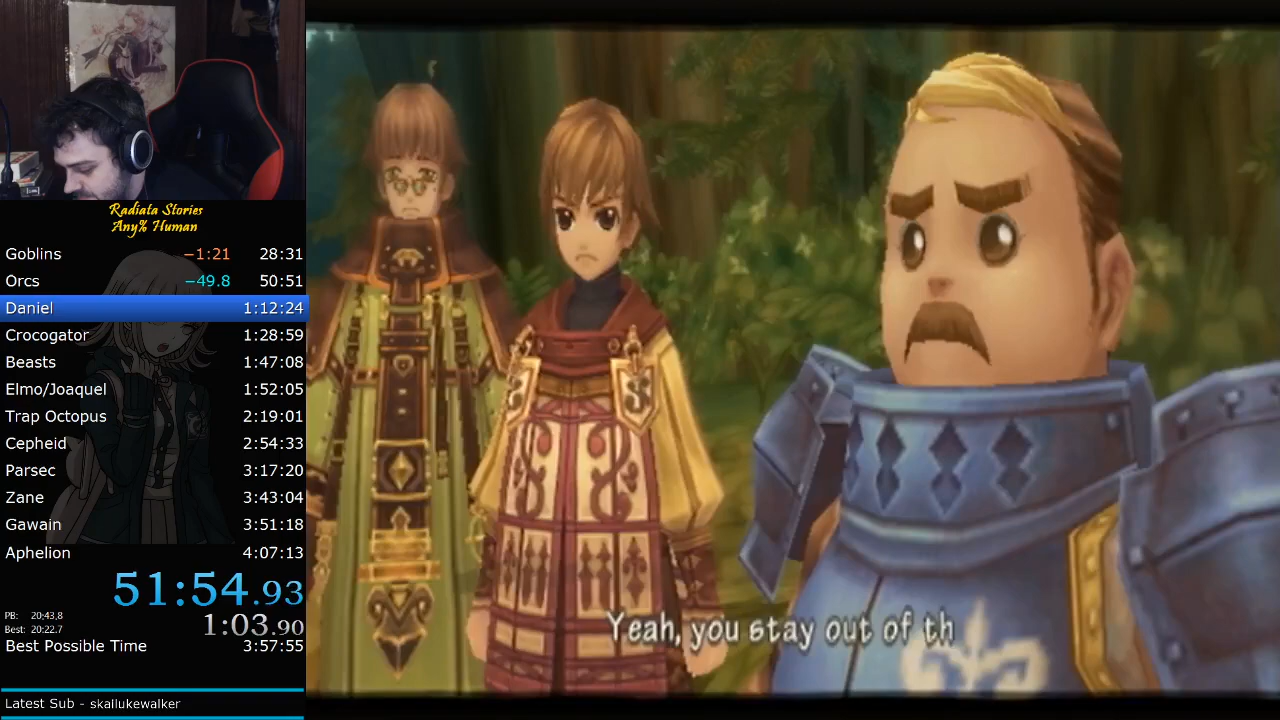 Radiata Stories
Any% Human
Goblins −1:21 28:31
Orcs −49.8 50:51
Daniel 1:12:24
Crocogator 1:28:59
Beasts 1:47:08
Elmo/Joaquel 1:52:05
Trap Octopus 2:19:01
Cepheid 2:54:33
Parsec 3:17:20
Zane 3:43:04
Gawain 3:51:18
Aphelion 4:07:13
51:54.93
PB: 20:43.8
Best: 20:22.7
1:03.90
Best Possible Time 3:57:55
Latest Sub - skallukewalker
Yeah, you stay out of th